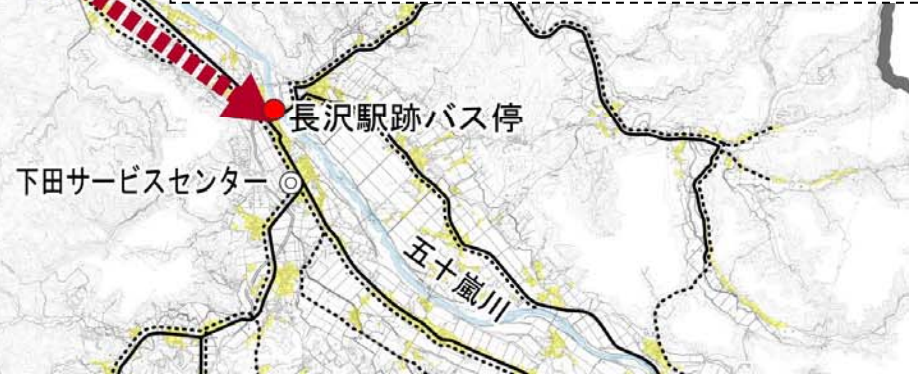 長沢駅跡バス停
下田サービスセンター
五十嵐川